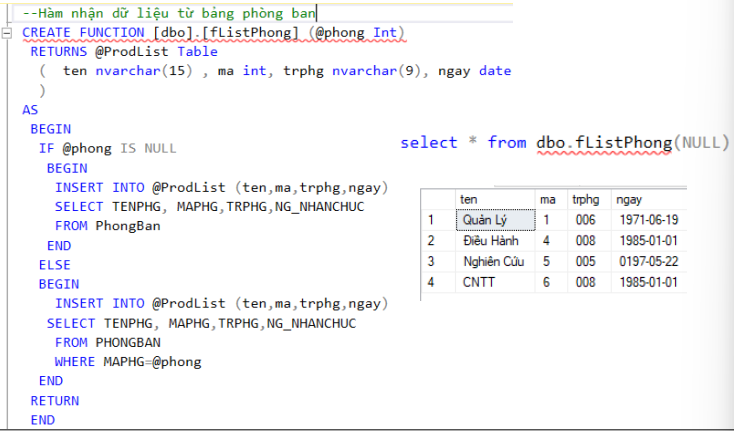 --Hàm nhận dữ liệu từ bảng phòng ban
CREATE FUNCTION [dbo].[fListPhong] (@phong Int)
RETURNS @ProdList Table
( ten nvarchar(15) , ma int, trphg nvarchar(9), ngay date
)
AS
BEGIN
IF @phong IS NULL
BEGIN
INSERT INTO @ProdList (ten,ma,trphg,ngay)
SELECT TENPHG, MAPHG,TRPHG,NG_NHANCHUC
FROM PhongBan
END
ELSE
BEGIN
INSERT INTO @ProdList (ten,ma,trphg,ngay)
SELECT TENPHG, MAPHG,TRPHG,NG_NHANCHUC
FROM PHONGBAN
WHERE MAPHG=@phong
END
RETURN
END
select * from dbo.fListPhong(NULL)
ten ma trphg ngay
1 Quản Lý 1 006 1971-06-19
2 Điều Hành 4 008 1985-01-01
3 Nghiên Cứu 5 005 0197-05-22
4 CNTT 6 008 1985-01-01